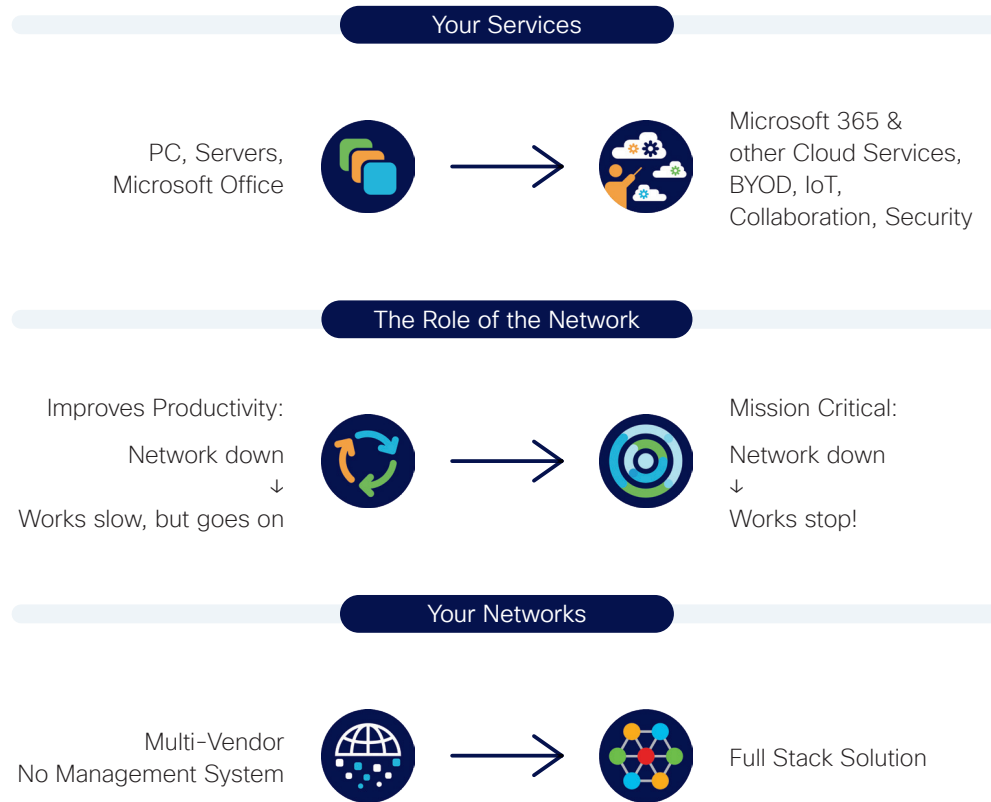 Your Services
PC, Servers,
Microsoft Office
Microsoft 365 &
other Cloud Services,
BYOD, IoT,
Collaboration, Security
The Role of the Network
Improves Productivity:
Network down
↓
Works slow, but goes on
Mission Critical:
Network down
↓
Works stop!
Your Networks
Multi-Vendor
No Management System
Full Stack Solution